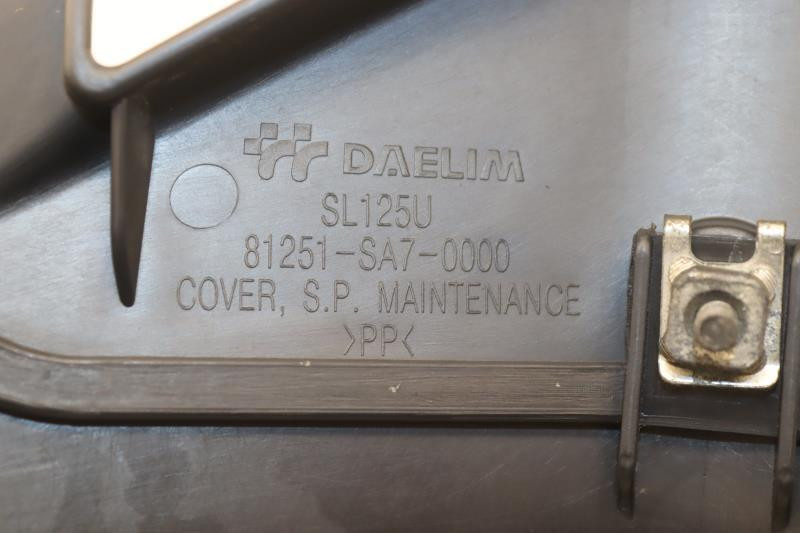 DAELIM
SL125U
81251-SA7-0000
COVER, S.P. MAINTENANCE
>PP<